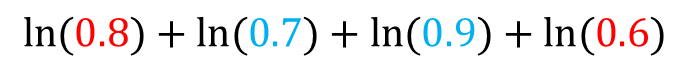 ln(0.8) + ln(0.7) + ln(0.9) + ln(0.6)